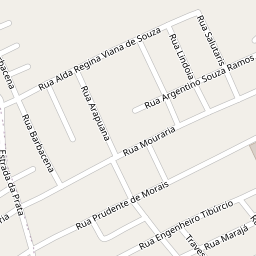 Rua Alda Regina Viana de Souza
Rua Salutaris
Rua Lindoia
Rua Argentino Souza Ramos
Rua Arapuana
Rua Barbacena
Rua Mouraria
Estrada da Prata
Rua Prudente de Morais
Rua Engenheiro Tibúrcio
Rua Marajá